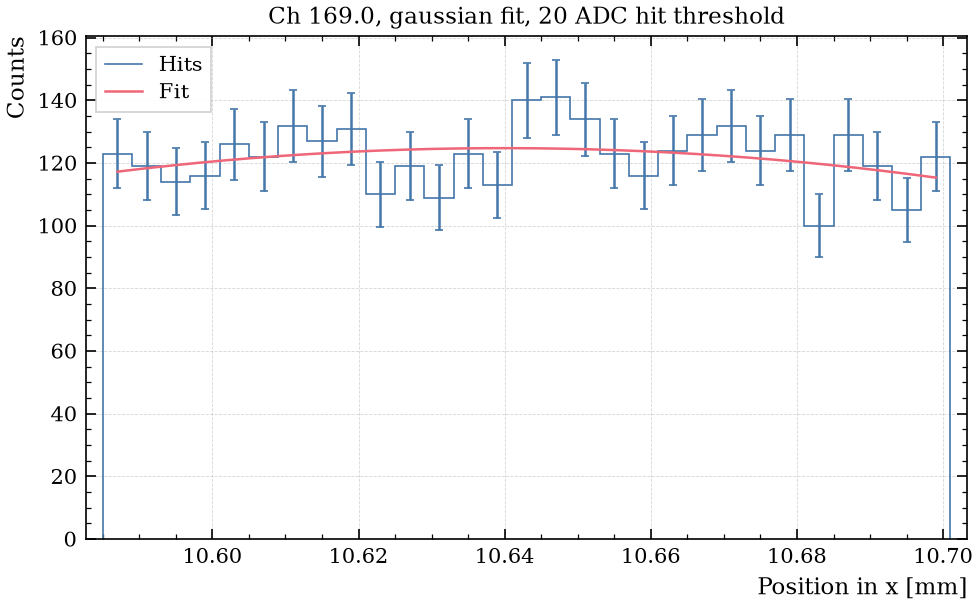 Ch 169.0, gaussian fit, 20 ADC hit threshold
Counts
160
140
120
100
80
60
40
20
0
Hits
Fit
10.60 10.62 10.64 10.66 10.68 10.70
Position in x [mm]